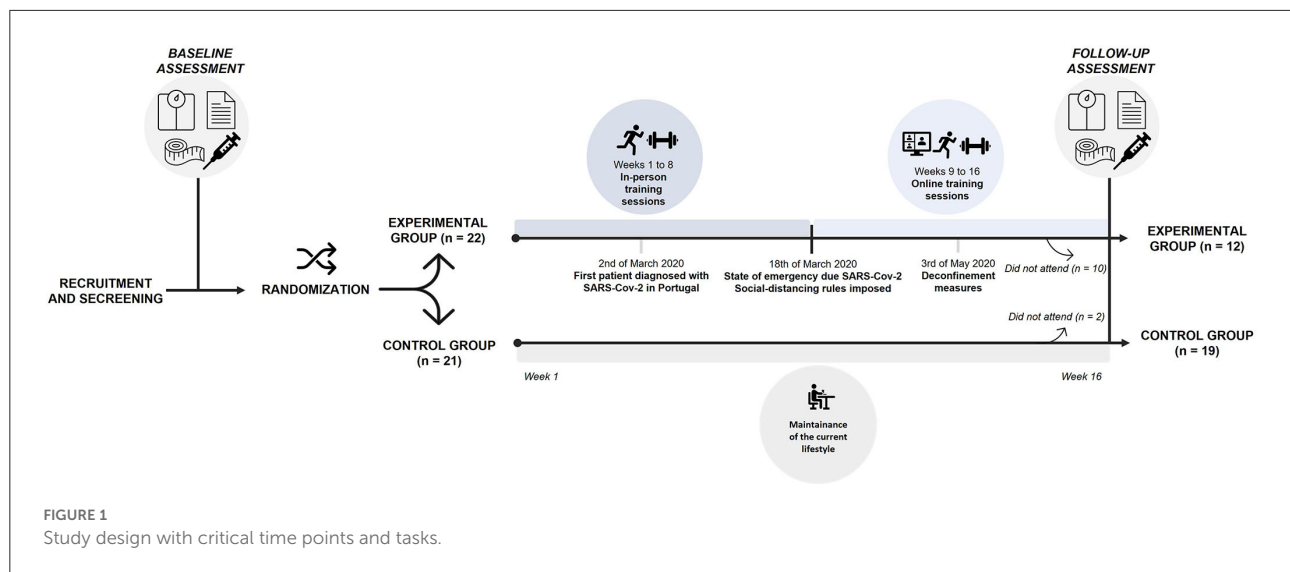 BASELINE
ASSESSMENT
FOLLOW-UP
ASSESSMENT
Weeks 1 to 8
In-person
training
sessions
Weeks 9 to 16
Online training
sessions
RECRUITMENT
AND SECREENING
RANDOMIZATION
EXPERIMENTAL
GROUP (n = 22)
CONTROL GROUP
(n = 21)
2nd of March 2020
First patient diagnosed with
SARS-Cov-2 in Portugal
18th of March 2020
State of emergency due SARS-Cov-2
Social-distancing rules imposed
3rd of May 2020
Deconfinement
measures
Did not attend (n = 10)
Did not attend (n = 2)
EXPERIMENTAL
GROUP (n = 12)
CONTROL GROUP
(n = 19)
Week 1
Week 16
Maintainance
of the current
lifestyle
FIGURE 1
Study design with critical time points and tasks.